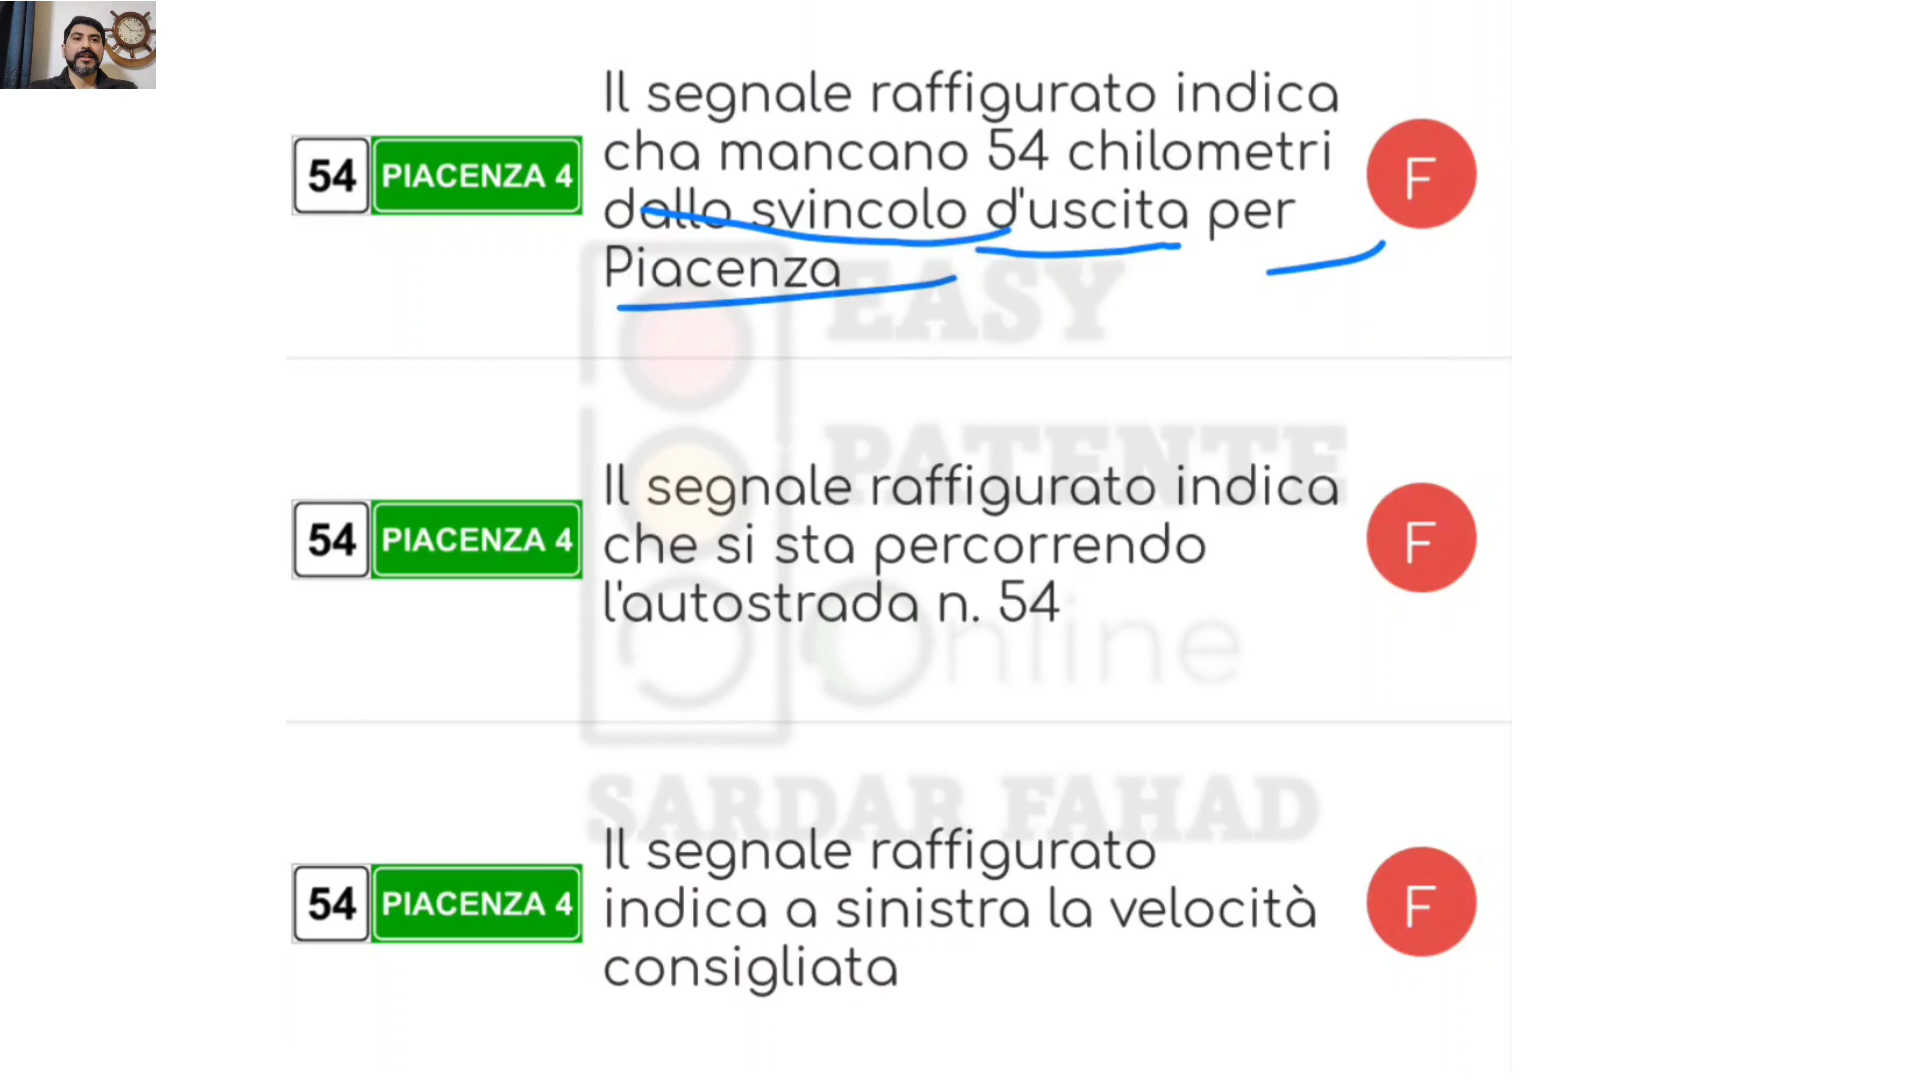 54 PIACENZA 4
Il segnale raffigurato indica
cha mancano 54 chilometri
dallo svincolo d'uscita per
Piacenza
F
54 PIACENZA 4
Il segnale raffigurato indica
che si sta percorrendo
l'autostrada n. 54
F
54 PIACENZA 4
Il segnale raffigurato
indica a sinistra la velocità
consigliata
F
EASY
PATENTE
Online
SARDAR FAHAD